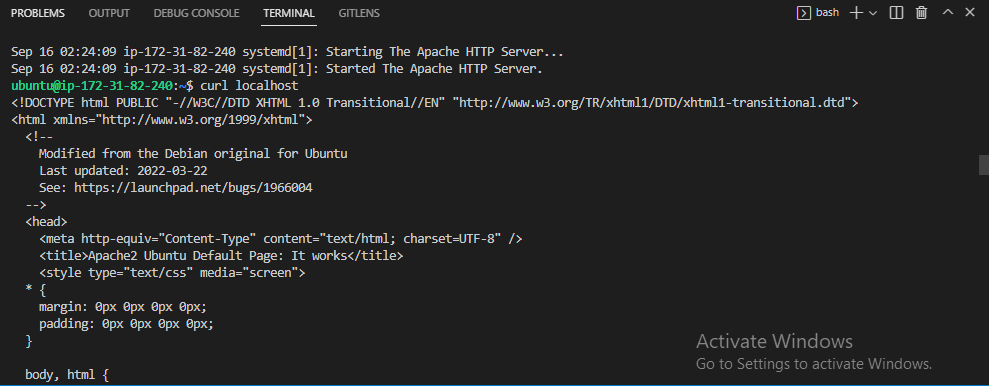 PROBLEMS OUTPUT DEBUG CONSOLE TERMINAL GITLENS bash
Sep 16 02:24:09 ip-172-31-82-240 systemd[1]: Starting The Apache HTTP Server...
Sep 16 02:24:09 ip-172-31-82-240 systemd[1]: Started The Apache HTTP Server.
ubuntu@ip-172-31-82-240:~$ curl localhost
<!DOCTYPE html PUBLIC "-//W3C//DTD XHTML 1.0 Transitional//EN" "http://www.w3.org/TR/xhtml1/DTD/xhtml1-transitional.dtd">
<html xmlns="http://www.w3.org/1999/xhtml">
  <!--
    Modified from the Debian original for Ubuntu
    Last updated: 2022-03-22
    See: https://launchpad.net/bugs/1966004
  -->
  <head>
    <meta http-equiv="Content-Type" content="text/html; charset=UTF-8" />
    <title>Apache2 Ubuntu Default Page: It works</title>
    <style type="text/css" media="screen">
  * {
    margin: 0px 0px 0px 0px;
    padding: 0px 0px 0px 0px;
  }
  body, html {
Activate Windows
Go to Settings to activate Windows.